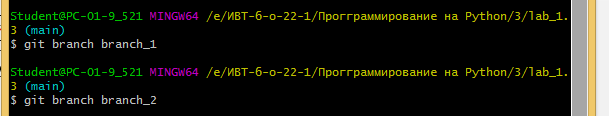 Student@PC-01-9_521 MINGW64 /e/ИВТ-б-о-22-1/Прогграммирование на Python/3/lab_1.
3 (main)
$ git branch branch_1
Student@PC-01-9_521 MINGW64 /e/ИВТ-б-о-22-1/Прогграммирование на Python/3/lab_1.
3 (main)
$ git branch branch_2